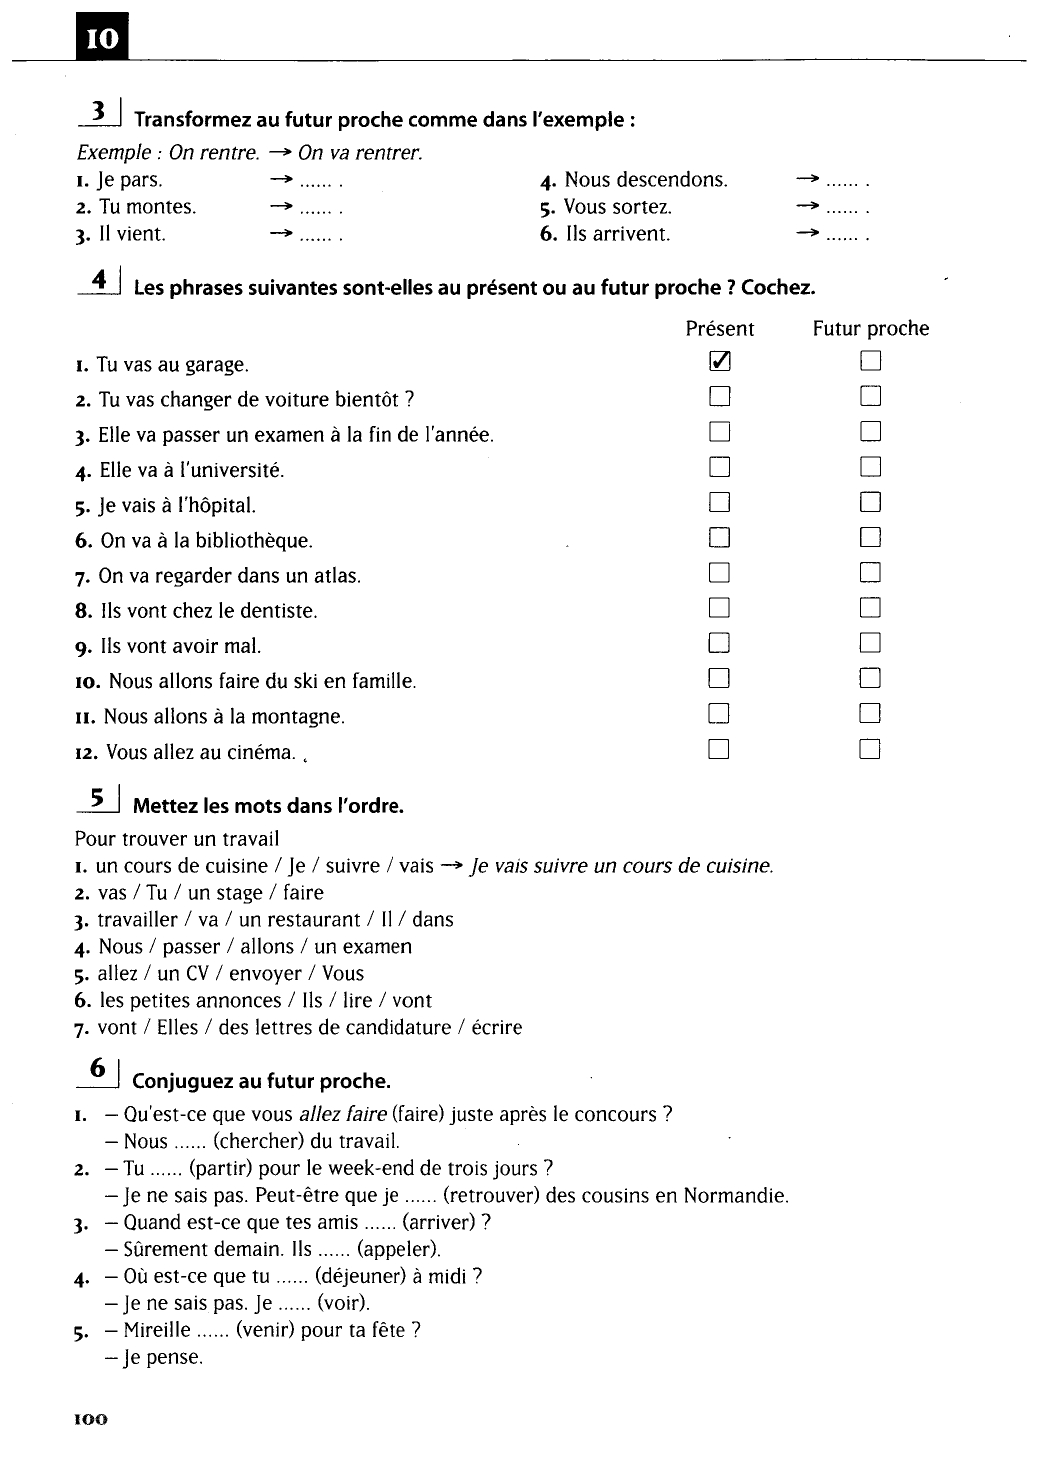 10
3 Transformez au futur proche comme dans l'exemple :
Exemple : On rentre. → On va rentrer.
1. Je pars. → ...... .
4. Nous descendons. → ...... .
2. Tu montes. → ...... .
5. Vous sortez. → ...... .
3. Il vient. → ...... .
6. Ils arrivent. → ...... .
4 Les phrases suivantes sont-elles au présent ou au futur proche ? Cochez.
Présent Futur proche
1. Tu vas au garage. ☑ ☐
2. Tu vas changer de voiture bientôt ? ☐ ☐
3. Elle va passer un examen à la fin de l'année. ☐ ☐
4. Elle va à l'université. ☐ ☐
5. Je vais à l'hôpital. ☐ ☐
6. On va à la bibliothèque. ☐ ☐
7. On va regarder dans un atlas. ☐ ☐
8. Ils vont chez le dentiste. ☐ ☐
9. Ils vont avoir mal. ☐ ☐
10. Nous allons faire du ski en famille. ☐ ☐
11. Nous allons à la montagne. ☐ ☐
12. Vous allez au cinéma. ☐ ☐
5 Mettez les mots dans l'ordre.
Pour trouver un travail
1. un cours de cuisine / Je / suivre / vais → Je vais suivre un cours de cuisine.
2. vas / Tu / un stage / faire
3. travailler / va / un restaurant / Il / dans
4. Nous / passer / allons / un examen
5. allez / un CV / envoyer / Vous
6. les petites annonces / Ils / lire / vont
7. vont / Elles / des lettres de candidature / écrire
6 Conjuguez au futur proche.
1. – Qu'est-ce que vous allez faire (faire) juste après le concours ?
– Nous ...... (chercher) du travail.
2. – Tu ...... (partir) pour le week-end de trois jours ?
– Je ne sais pas. Peut-être que je ...... (retrouver) des cousins en Normandie.
3. – Quand est-ce que tes amis ...... (arriver) ?
– Sûrement demain. Ils ...... (appeler).
4. – Où est-ce que tu ...... (déjeuner) à midi ?
– Je ne sais pas. Je ...... (voir).
5. – Mireille ...... (venir) pour ta fête ?
– Je pense.
100